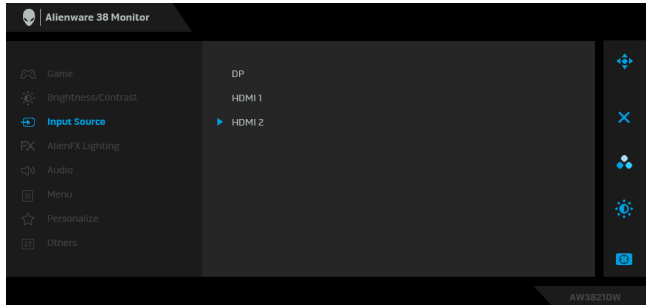 Alienware 38 Monitor
Game
Brightness/Contrast
Input Source
AlienFX Lighting
Audio
Menu
Personalize
Others
DP
HDMI 1
HDMI 2
AW3821DW